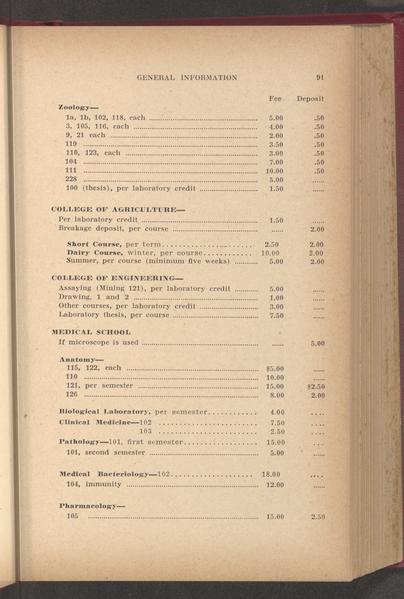 GENERAL INFORMATION 91
Fee Deposit
Zoology—
1a, 1b, 102, 118, each ........ 5.00 .50
3, 105, 116, each ........ 4.00 .50
9, 21 each ........ 2.00 .50
119 ........ 3.50 .50
110, 123, each ........ 3.00 .50
104 ........ 7.00 .50
111 ........ 10.00 .50
228 ........ 5.00 ......
100 (thesis), per laboratory credit ........ 1.50 ......
COLLEGE OF AGRICULTURE—
Per laboratory credit ........ 1.50 ......
Breakage deposit, per course ........ ...... 2.00
Short Course, per term........ 2.50 2.00
Dairy Course, winter, per course........ 10.00 2.00
Summer, per course (minimum five weeks) ........ 5.00 2.00
COLLEGE OF ENGINEERING—
Assaying (Mining 121), per laboratory credit ........ 5.00 ......
Drawing, 1 and 2 ........ 1.00 ......
Other courses, per laboratory credit ........ 3.00 ......
Laboratory thesis, per course ........ 7.50 ......
MEDICAL SCHOOL
If microscope is used ........ ...... 5.00
Anatomy—
115, 122, each ........ $5.00 ......
110 ........ 10.00 ......
121, per semester ........ 15.00 $2.50
126 ........ 8.00 2.00
Biological Laboratory, per semester........ 4.00 ....
Clinical Medicine—102 ........ 7.50 ....
103 ........ 2.50 ....
Pathology—101, first semester........ 15.00 ....
101, second semester ........ 5.00 ......
Medical Bacteriology—102........ 18.00 ....
104, immunity ........ 12.00 ......
Pharmacology—
105 ........ 15.00 2.50